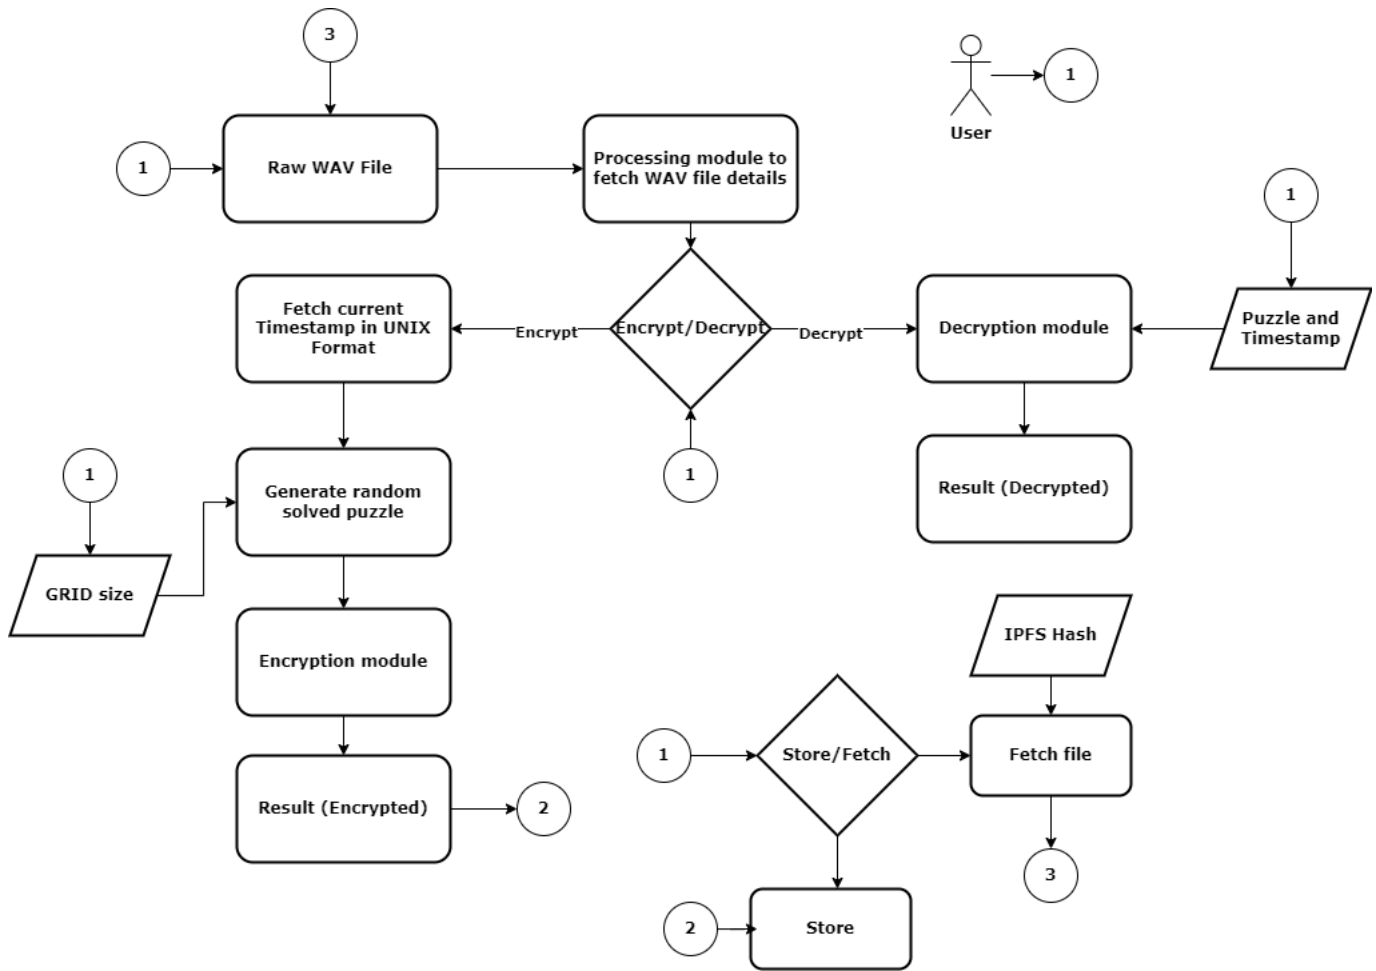 3
1
User
1
Raw WAV File
Processing module to
fetch WAV file details
1
Fetch current
Timestamp in UNIX
Format
Encrypt
Encrypt/Decrypt
Decrypt
Decryption module
Puzzle and
Timestamp
1
Generate random
solved puzzle
1
Result (Decrypted)
GRID size
IPFS Hash
Encryption module
1
Store/Fetch
Fetch file
Result (Encrypted)
2
3
2
Store